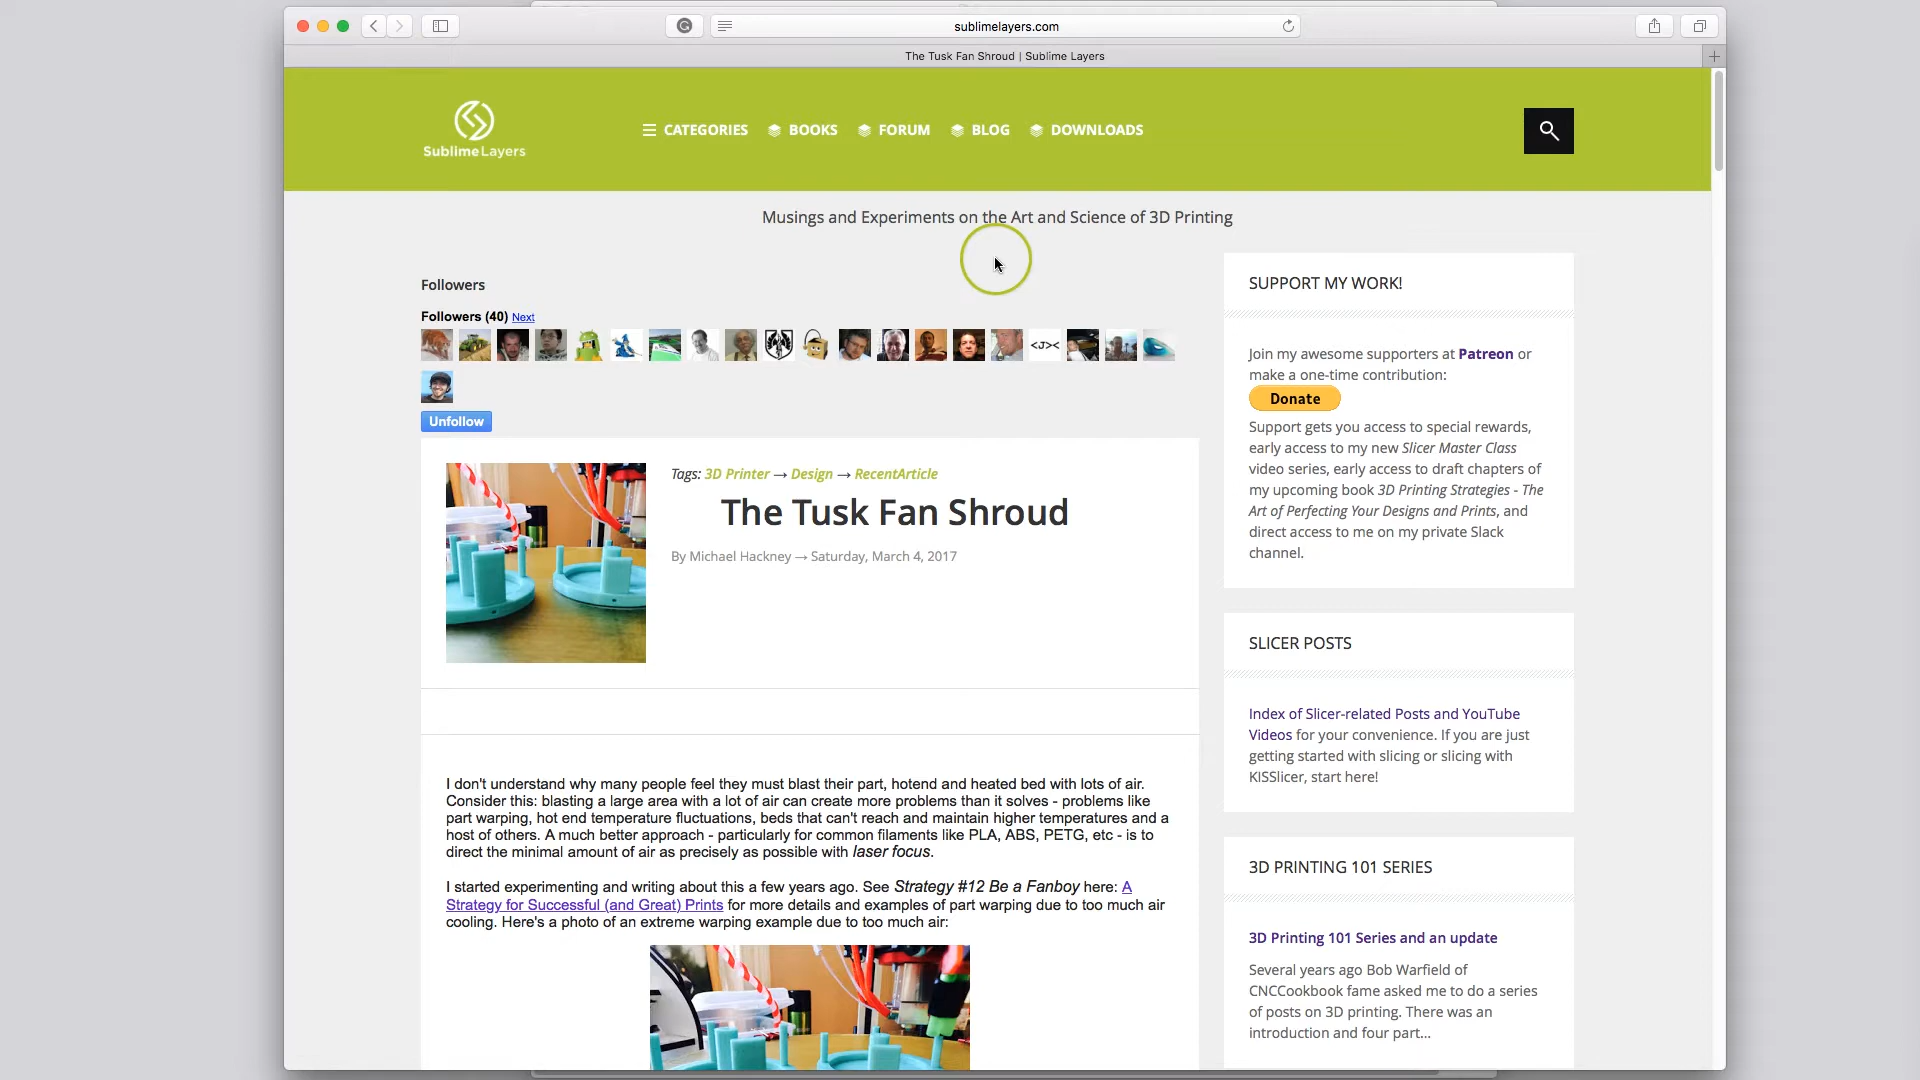 sublimelayers.com
The Tusk Fan Shroud | Sublime Layers
SublimeLayers
CATEGORIES BOOKS FORUM BLOG DOWNLOADS
Musings and Experiments on the Art and Science of 3D Printing
Followers
Followers (40) Next
<J><
Unfollow
Tags: 3D Printer → Design → RecentArticle
The Tusk Fan Shroud
By Michael Hackney → Saturday, March 4, 2017
I don't understand why many people feel they must blast their part, hotend and heated bed with lots of air.
Consider this: blasting a large area with a lot of air can create more problems than it solves - problems like
part warping, hot end temperature fluctuations, beds that can't reach and maintain higher temperatures and a
host of others. A much better approach - particularly for common filaments like PLA, ABS, PETG, etc - is to
direct the minimal amount of air as precisely as possible with laser focus.
I started experimenting and writing about this a few years ago. See Strategy #12 Be a Fanboy here: A
Strategy for Successful (and Great) Prints for more details and examples of part warping due to too much air
cooling. Here's a photo of an extreme warping example due to too much air:
SUPPORT MY WORK!
Join my awesome supporters at Patreon or
make a one-time contribution:
Donate
Support gets you access to special rewards,
early access to my new Slicer Master Class
video series, early access to draft chapters of
my upcoming book 3D Printing Strategies - The
Art of Perfecting Your Designs and Prints, and
direct access to me on my private Slack
channel.
SLICER POSTS
Index of Slicer-related Posts and YouTube
Videos for your convenience. If you are just
getting started with slicing or slicing with
KISSlicer, start here!
3D PRINTING 101 SERIES
3D Printing 101 Series and an update
Several years ago Bob Warfield of
CNCCookbook fame asked me to do a series
of posts on 3D printing. There was an
introduction and four part...